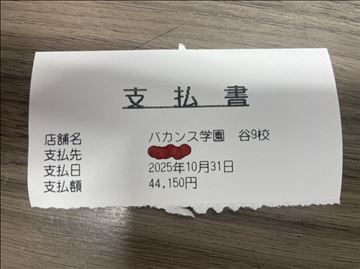 支払書
店舗名 バカンス学園 谷9校
支払先
支払日 2025年10月31日
支払額 44,150円